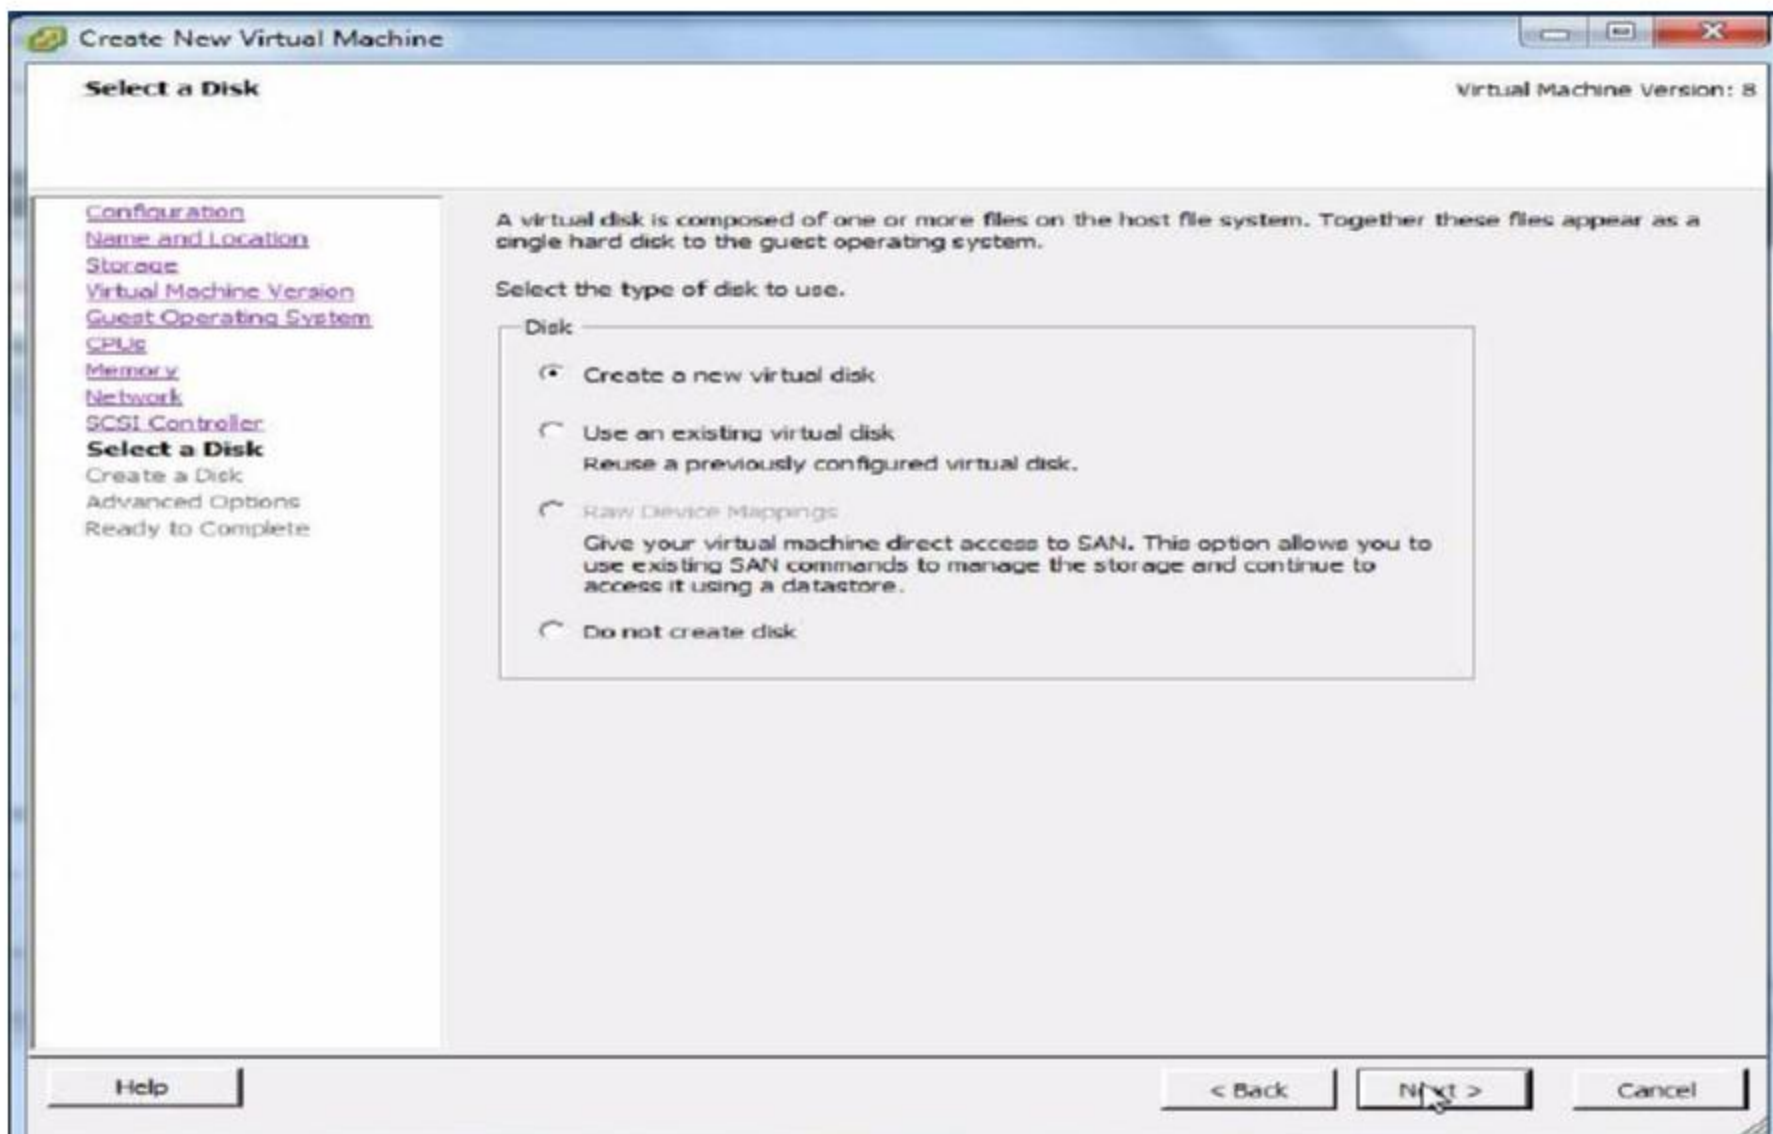 Create New Virtual Machine
Select a Disk
Virtual Machine Version: 8
Configuration
Name and Location
Storage
Virtual Machine Version
Guest Operating System
CPUs
Memory
Network
SCSI Controller
Select a Disk
Create a Disk
Advanced Options
Ready to Complete
A virtual disk is composed of one or more files on the host file system. Together these files appear as a
single hard disk to the guest operating system.
Select the type of disk to use.
Disk
Create a new virtual disk
Use an existing virtual disk
Reuse a previously configured virtual disk.
Raw Device Mappings
Give your virtual machine direct access to SAN. This option allows you to
use existing SAN commands to manage the storage and continue to
access it using a datastore.
Do not create disk
Help
< Back
Next >
Cancel